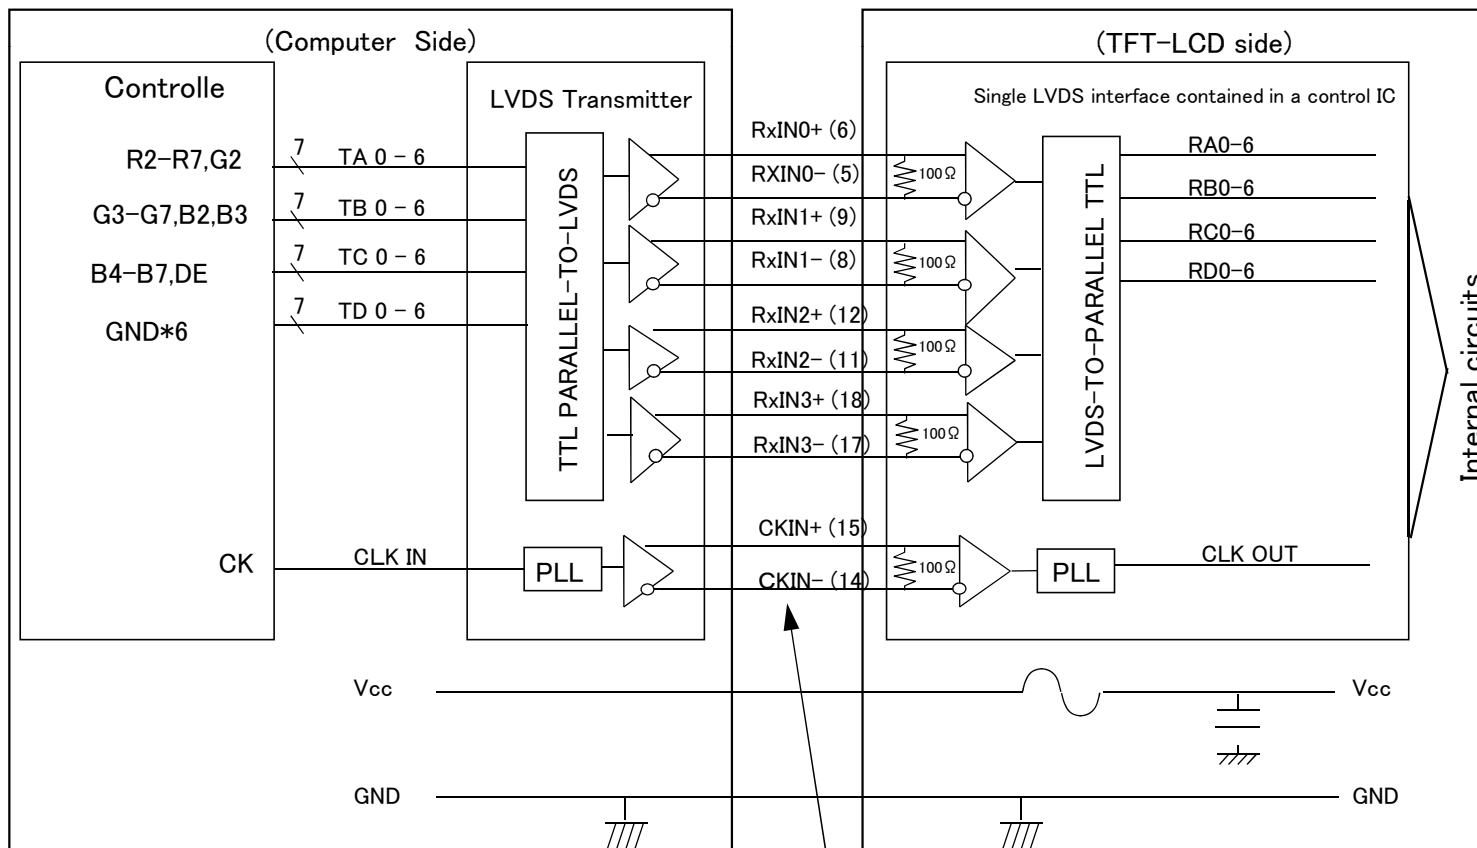 (Computer Side)
(TFT-LCD side)
Controlle
LVDS Transmitter
Single LVDS interface contained in a control IC
R2-R7,G2
7
TA 0 - 6
G3-G7,B2,B3
7
TB 0 - 6
B4-B7,DE
7
TC 0 - 6
GND*6
7
TD 0 - 6
TTL PARALLEL-TO-LVDS
RxIN0+ (6)
RXIN0- (5)
RxIN1+ (9)
RxIN1- (8)
RxIN2+ (12)
RxIN2- (11)
RxIN3+ (18)
RxIN3- (17)
100Ω
100Ω
100Ω
100Ω
LVDS-TO-PARALLEL TTL
RA0-6
RB0-6
RC0-6
RD0-6
Internal circuits
CK
CLK IN
PLL
CKIN+ (15)
CKIN- (14)
100Ω
PLL
CLK OUT
Vcc
Vcc
GND
GND